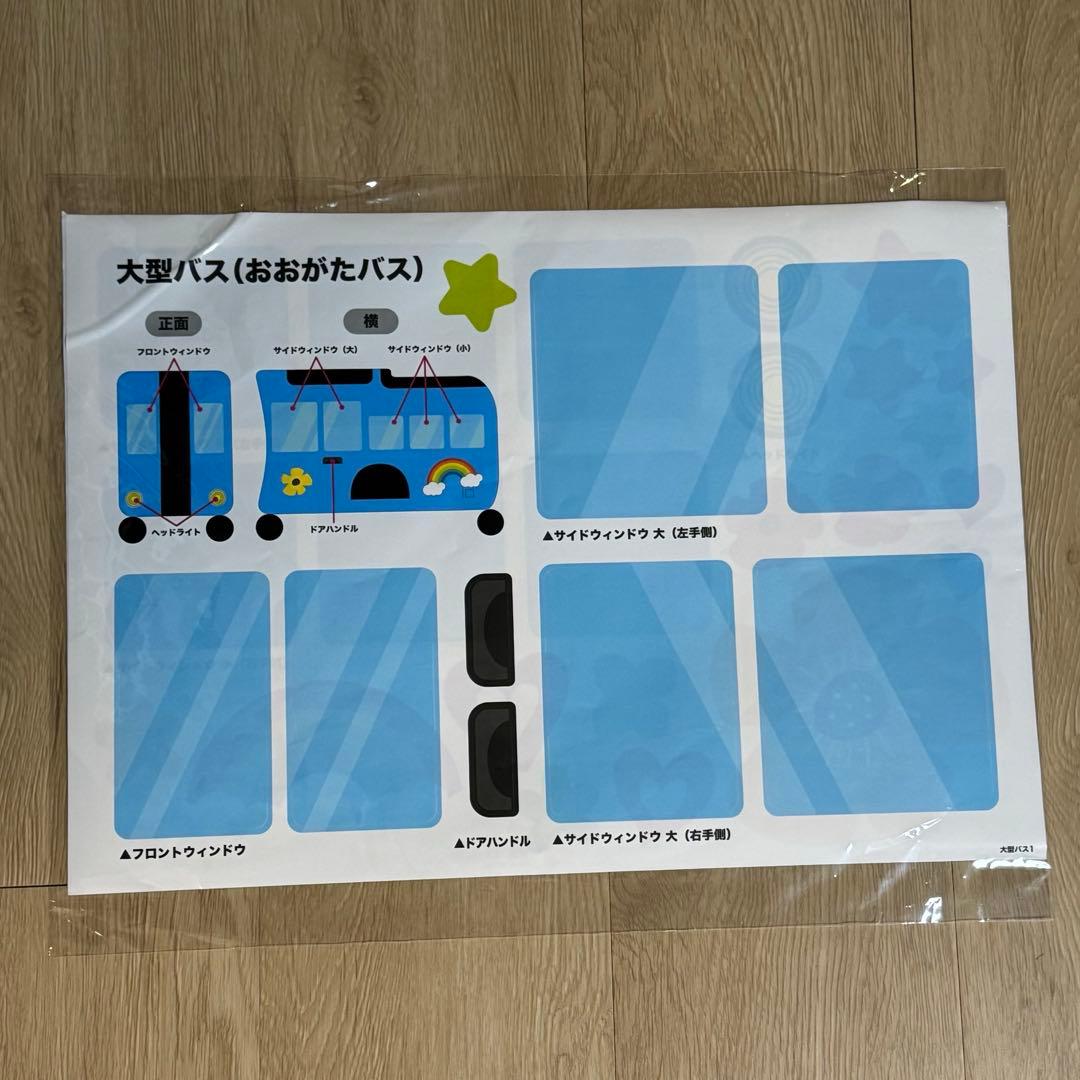 大型バス(おおがたバス)
正面
横
フロントウィンドウ
サイドウィンドウ（大）
サイドウィンドウ（小）
ヘッドライト
ドアハンドル
▲サイドウィンドウ 大（左手側）
▲フロントウィンドウ
▲ドアハンドル
▲サイドウィンドウ 大（右手側）
大型バス1